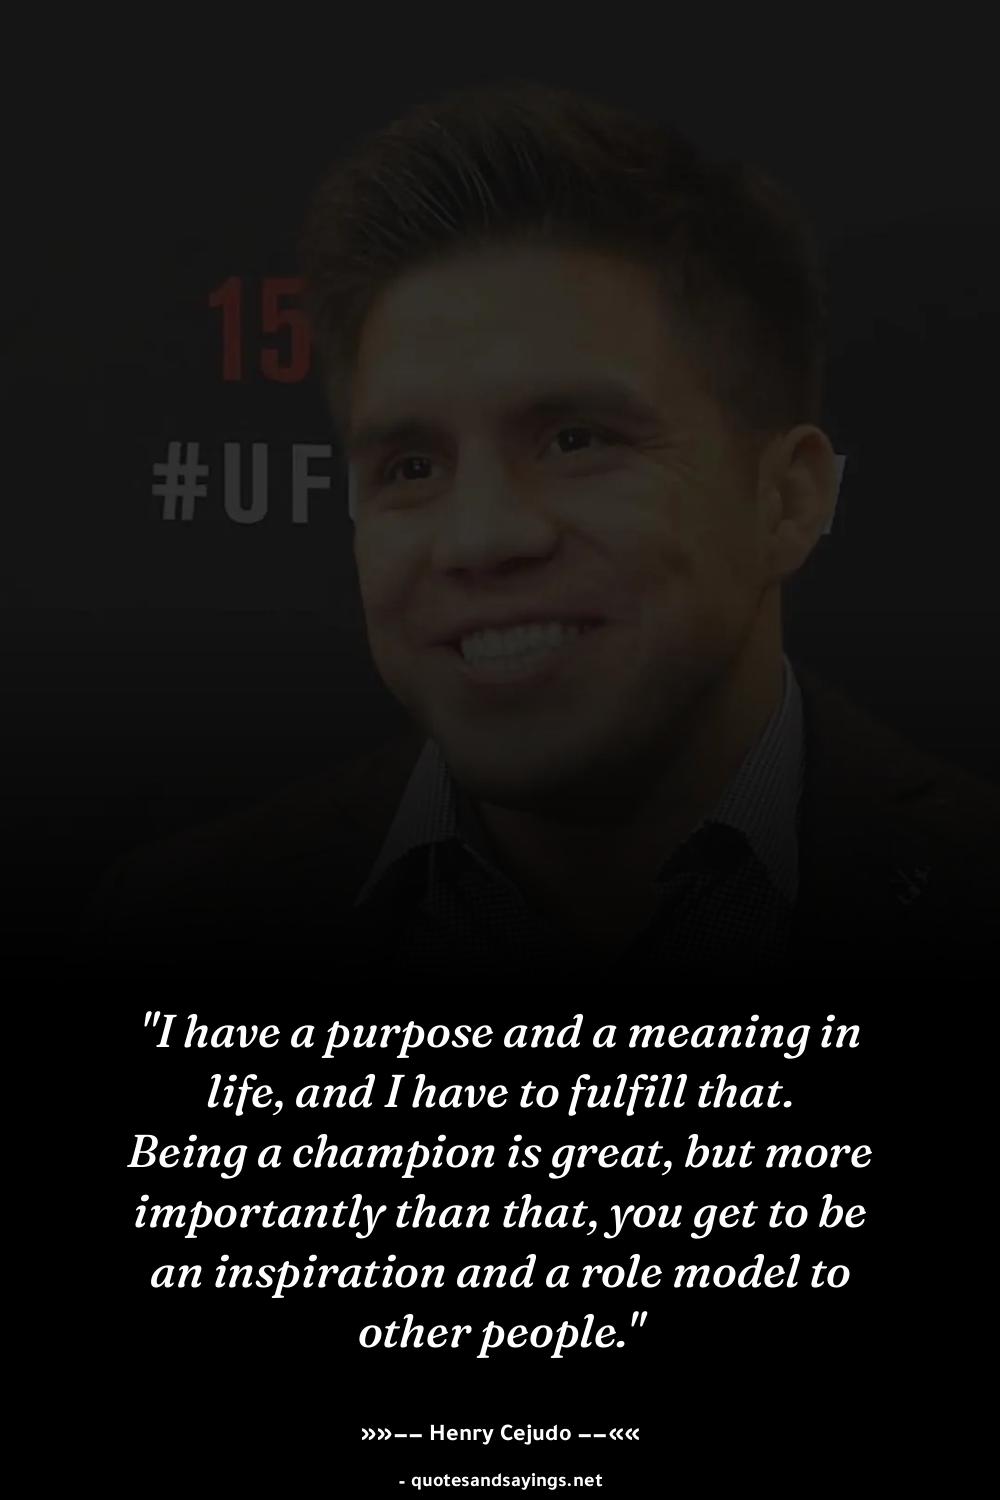 15
#UF
"I have a purpose and a meaning in
life, and I have to fulfill that.
Being a champion is great, but more
importantly than that, you get to be
an inspiration and a role model to
other people."
»»–– Henry Cejudo ––««
- quotesandsayings.net